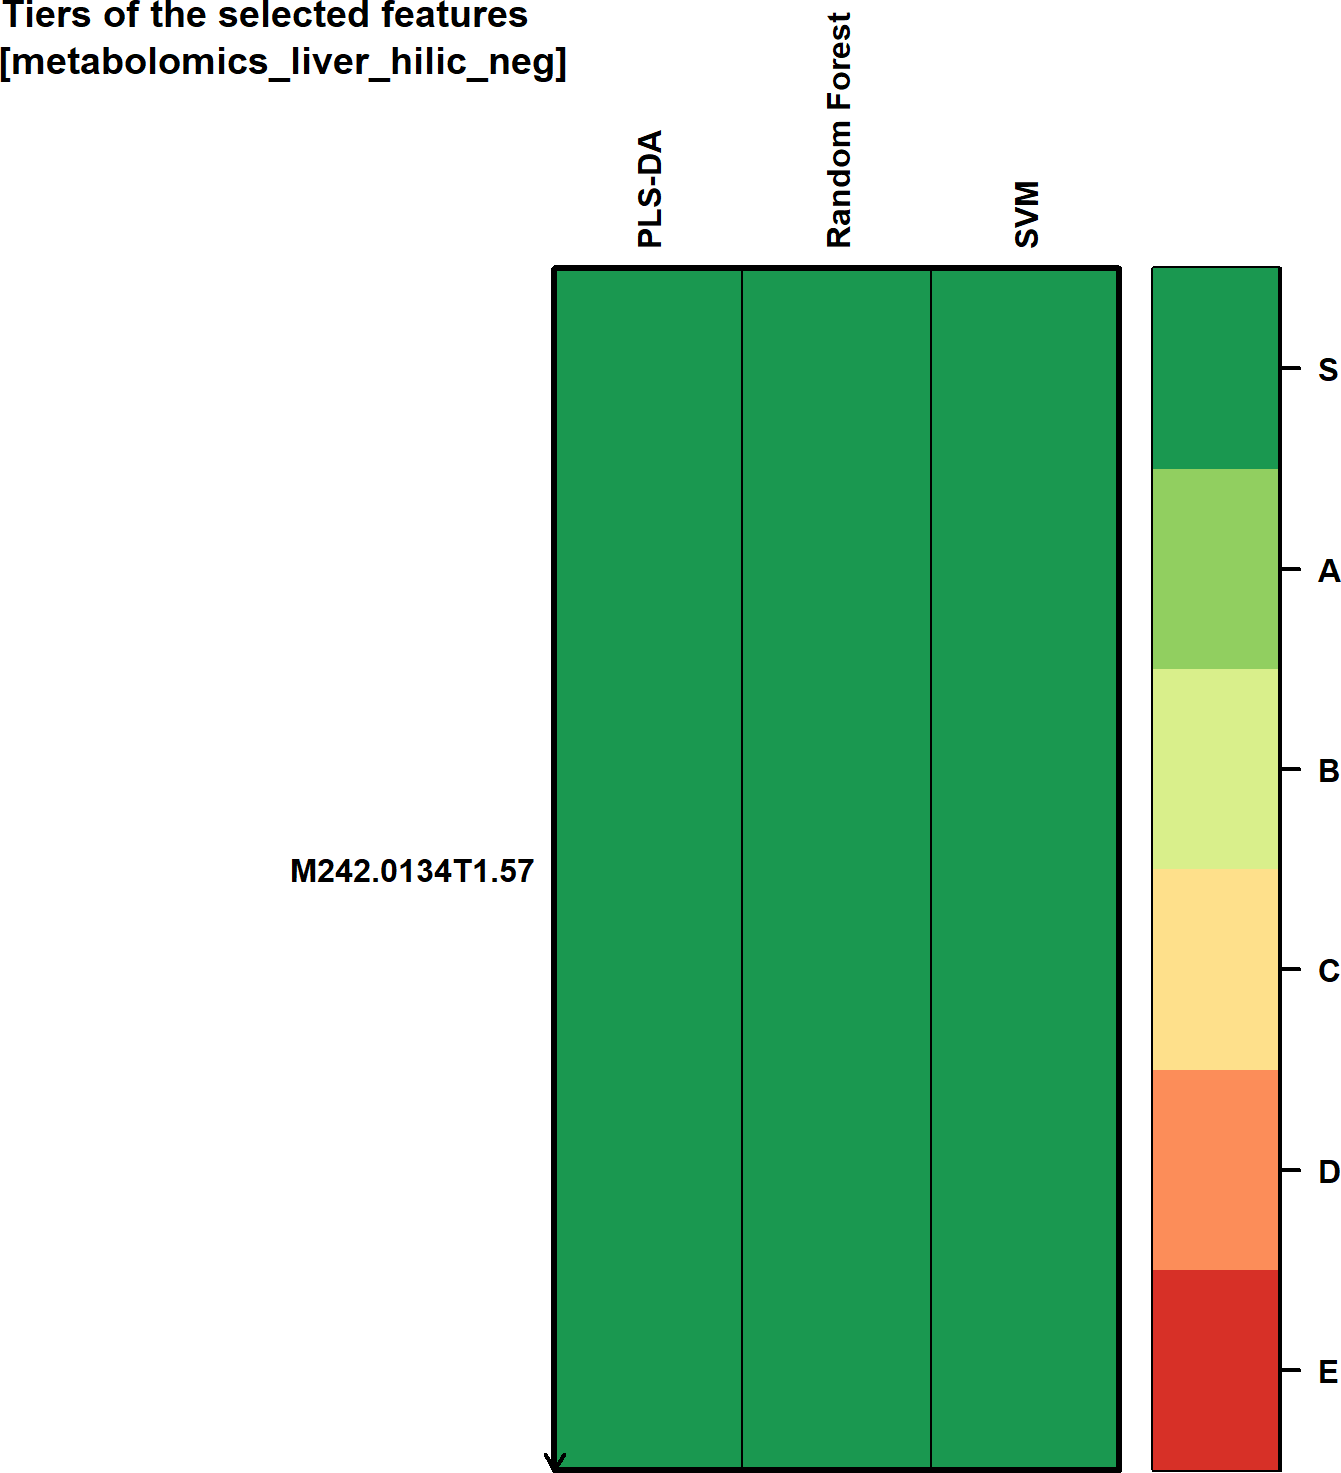 Tiers of the selected features
[metabolomics_liver_hilic_neg]
PLS-DA
Random Forest
SVM
S
A
B
M242.0134T1.57
C
D
E